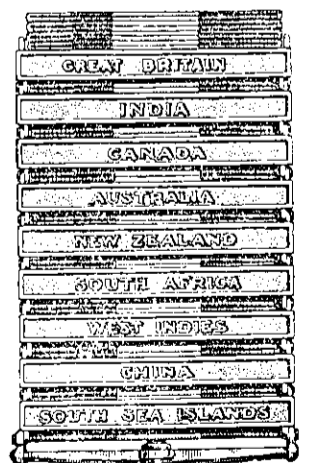 GREAT BRITAIN
INDIA
CANADA
AUSTRALIA
NEW ZEALAND
SOUTH AFRICA
WEST INDIES
CHINA
SOUTH SEA ISLANDS